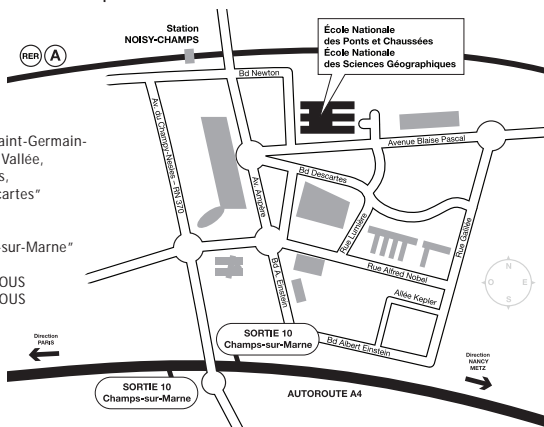 Station
NOISY-CHAMPS
RER A
École Nationale
des Ponts et Chaussées
École Nationale
des Sciences Géographiques
Bd Newton
Av. du Champy-Nesles – RN 370
Avenue Blaise Pascal
aint-Germain-
Vallée,
s,
cartes"
Bd Descartes
Av. Ampère
Rue Lumière
Rue Galilée
-sur-Marne"
OUS
OUS
Rue Alfred Nobel
Bd A. Einstein
Allée Kepler
N
O
E
S
Direction
PARIS
SORTIE 10
Champs-sur-Marne
Bd Albert Einstein
Direction
NANCY
METZ
SORTIE 10
Champs-sur-Marne
AUTOROUTE A4